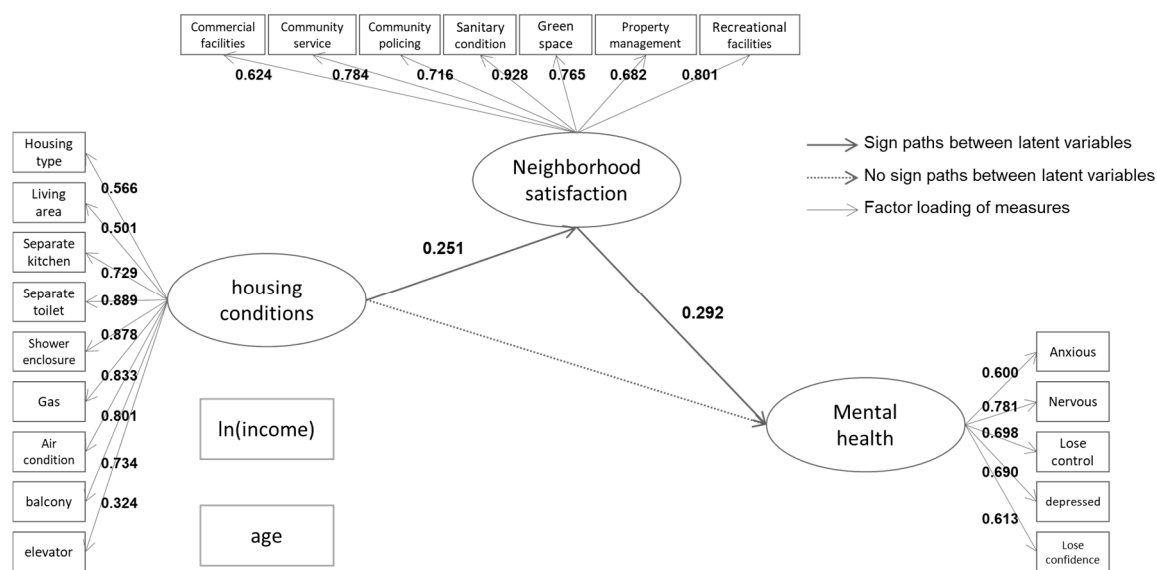 Commercial
facilities
Community
service
Community
policing
Sanitary
condition
Green
space
Property
management
Recreational
facilities
0.624
0.784
0.716
0.928
0.765
0.682
0.801
Neighborhood
satisfaction
Sign paths between latent variables
No sign paths between latent variables
Factor loading of measures
Housing
type
Living
area
Separate
kitchen
Separate
toilet
Shower
enclosure
Gas
Air
condition
balcony
elevator
0.566
0.501
0.729
0.889
0.878
0.833
0.801
0.734
0.324
housing
conditions
0.251
0.292
ln(income)
age
Mental
health
0.600
0.781
0.698
0.690
0.613
Anxious
Nervous
Lose
control
depressed
Lose
confidence